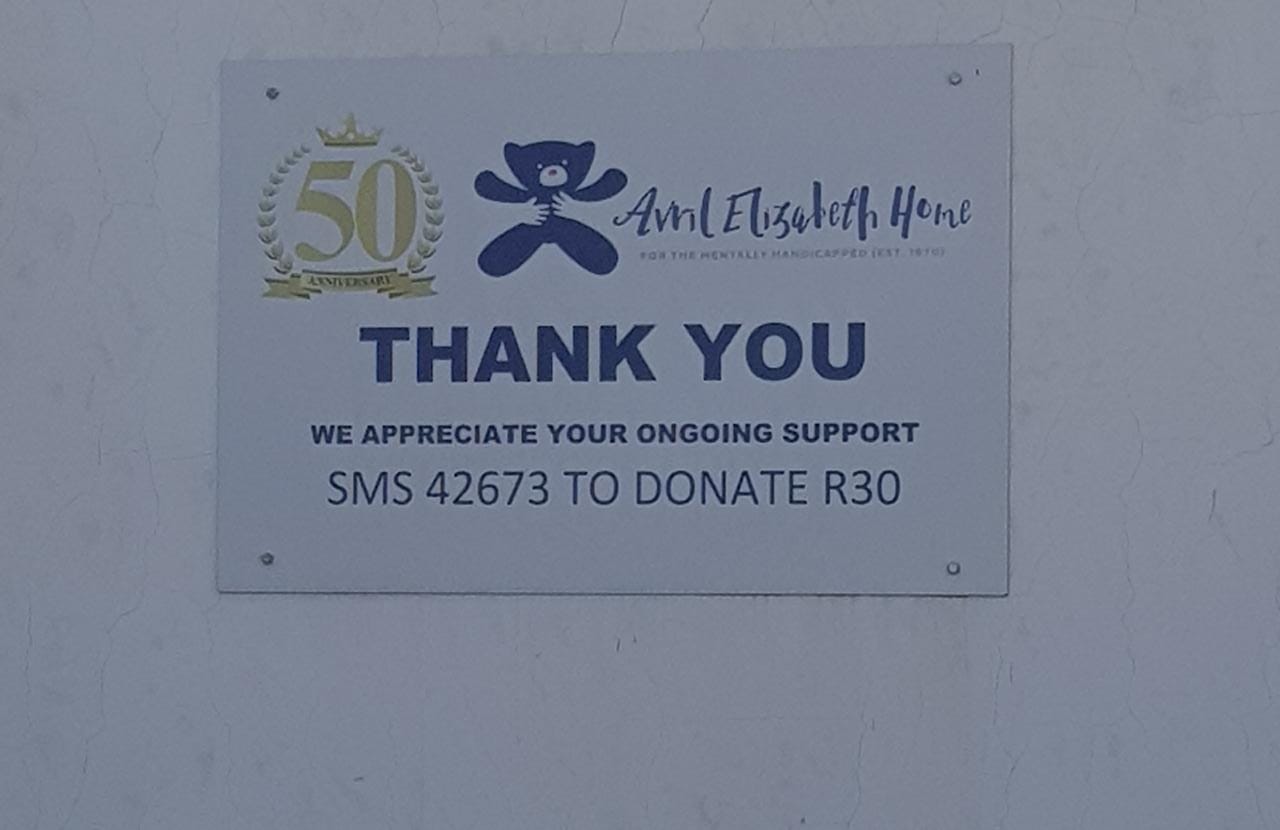 50
ANNIVERSARY
Avril Elizabeth Home
FOR THE MENTALLY HANDICAPPED (EST. 1970)
THANK YOU
WE APPRECIATE YOUR ONGOING SUPPORT
SMS 42673 TO DONATE R30